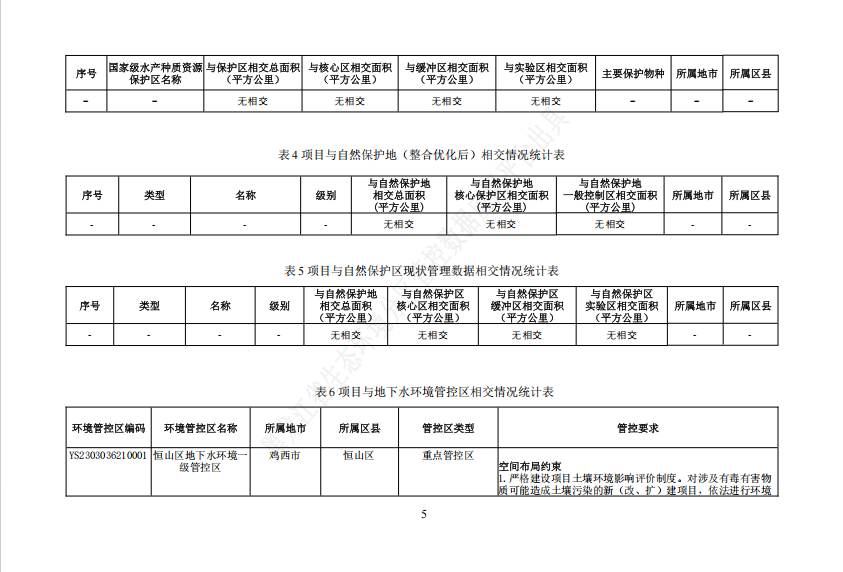 序号 国家级水产种质资源 与保护区相交总面积 与核心区相交面积 与缓冲区相交面积 与实验区相交面积 主要保护物种 所属地市 所属区县
保护区名称 （平方公里） （平方公里） （平方公里） （平方公里）
- - 无相交 无相交 无相交 无相交 - - -
表 4 项目与自然保护地（整合优化后）相交情况统计表
序号 类型 名称 级别 与自然保护地 与自然保护地 与自然保护地 所属地市 所属区县
相交总面积 核心保护区相交面积 一般控制区相交面积
(平方公里) (平方公里) (平方公里)
- - - - 无相交 无相交 无相交 - -
表 5 项目与自然保护区现状管理数据相交情况统计表
序号 类型 名称 级别 与自然保护地 与自然保护区 与自然保护区 与自然保护区 所属地市 所属区县
相交总面积 核心区相交面积 缓冲区相交面积 实验区相交面积
（平方公里） （平方公里） （平方公里） （平方公里）
- - - - 无相交 无相交 无相交 无相交 - -
表 6 项目与地下水环境管控区相交情况统计表
环境管控区编码 环境管控区名称 所属地市 所属区县 管控区类型 管控要求
YS2303036210001 恒山区地下水环境一 鸡西市 恒山区 重点管控区
级管控区
空间布局约束
1.严格建设项目土壤环境影响评价制度。对涉及有毒有害物
质可能造成土壤污染的新（改、扩）建项目，依法进行环境
5